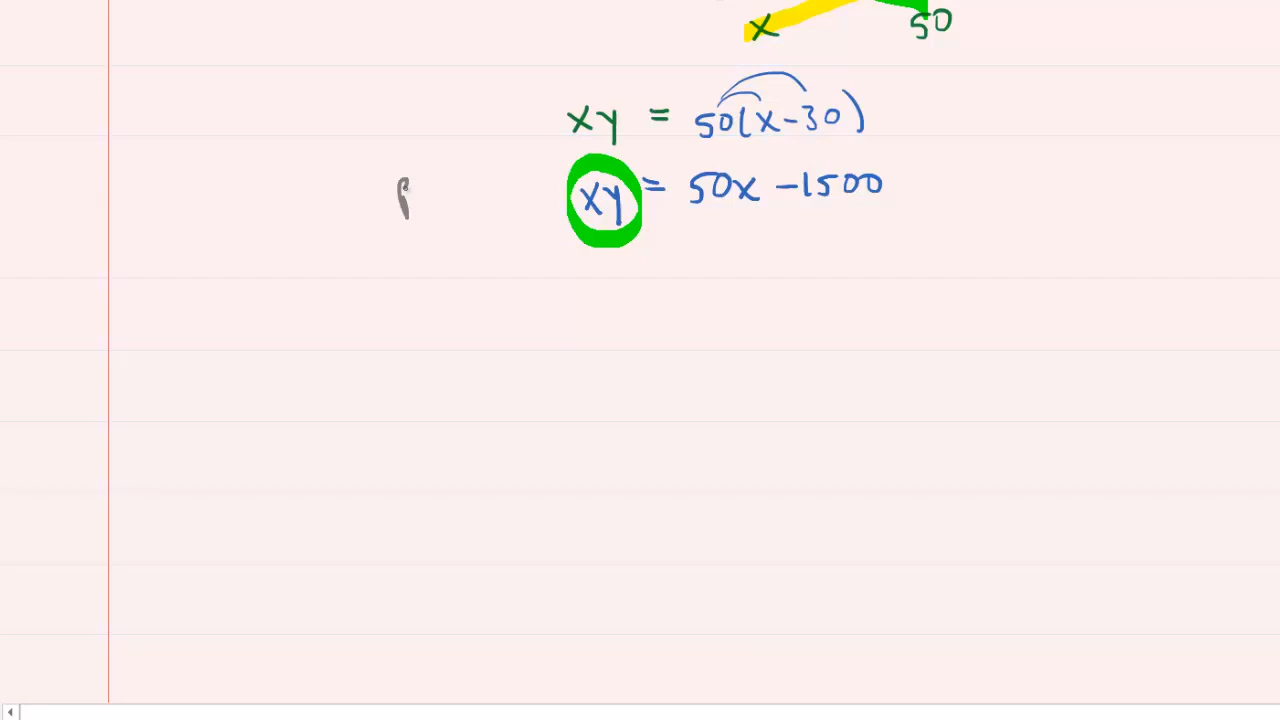 x 50
xy = 50(x-30)
xy = 50x -1500